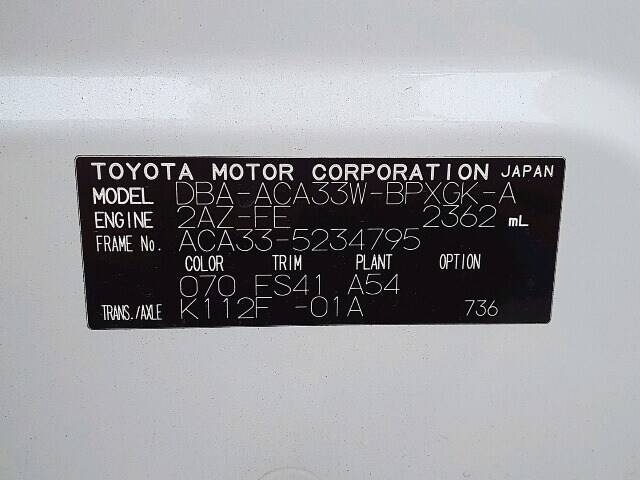 TOYOTA MOTOR CORPORATION JAPAN
MODEL DBA-ACA33W-BPXGK-A
ENGINE 2AZ-FE 2362 mL
FRAME No. ACA33-5234795
COLOR TRIM PLANT OPTION
070 FS41 A54
TRANS./AXLE K112F -01A 736